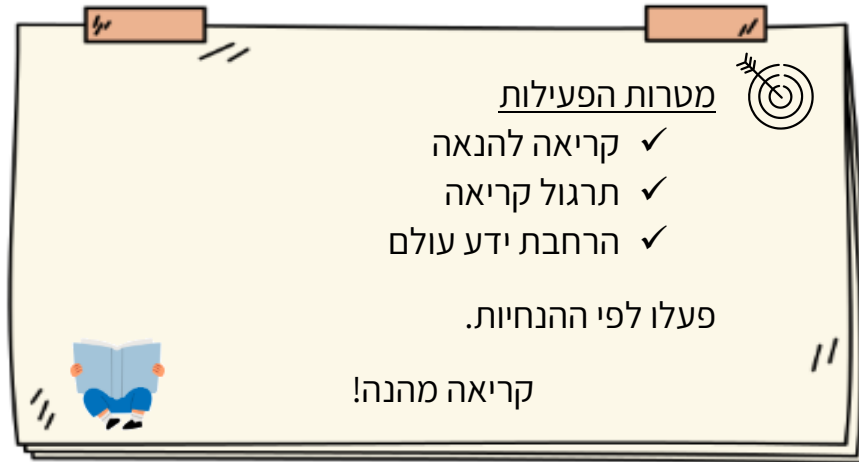 מטרות הפעילות
✓ קריאה להנאה
✓ תרגול קריאה
✓ הרחבת ידע עולם
פעלו לפי ההנחיות.
קריאה מהנה!